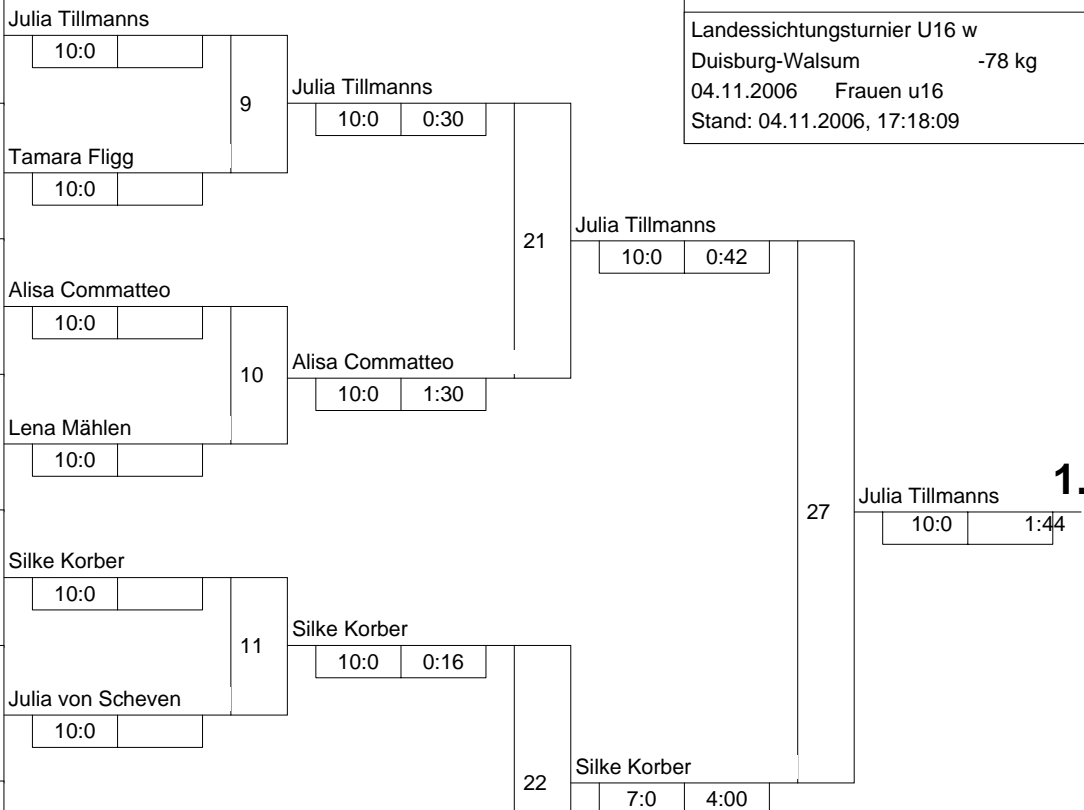 Julia Tillmanns
10:0
9
Tamara Fligg
10:0
Julia Tillmanns
10:0 0:30
Landessichtungsturnier U16 w
Duisburg-Walsum -78 kg
04.11.2006 Frauen u16
Stand: 04.11.2006, 17:18:09
21
Julia Tillmanns
10:0 0:42
Alisa Commatteo
10:0
10
Lena Mählen
10:0
Alisa Commatteo
10:0 1:30
27
Julia Tillmanns 1.
10:0 1:44
Silke Korber
10:0
11
Julia von Scheven
10:0
Silke Korber
10:0 0:16
22
Silke Korber
7:0 4:00